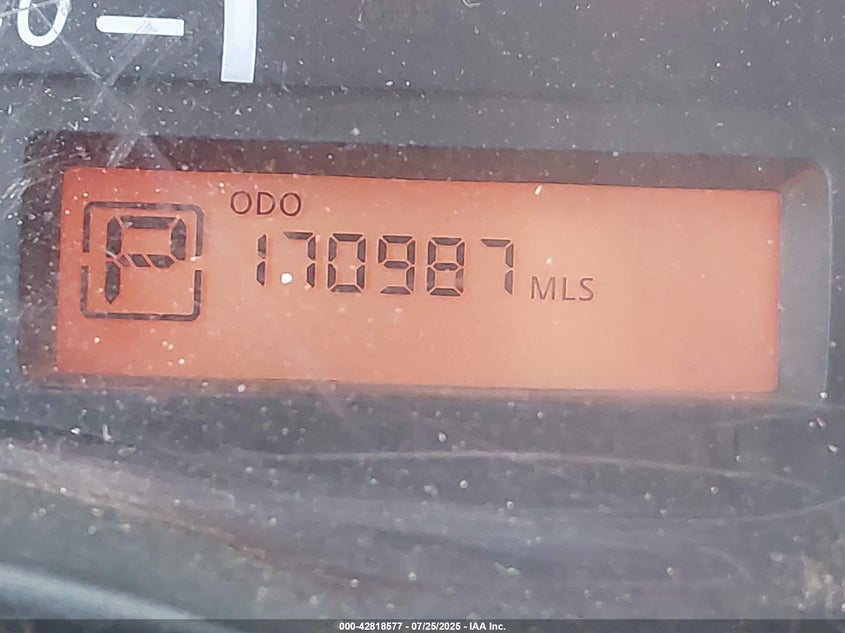 ODO
P
170987 MLS
000-42818577 - 07/25/2025 - IAA Inc.